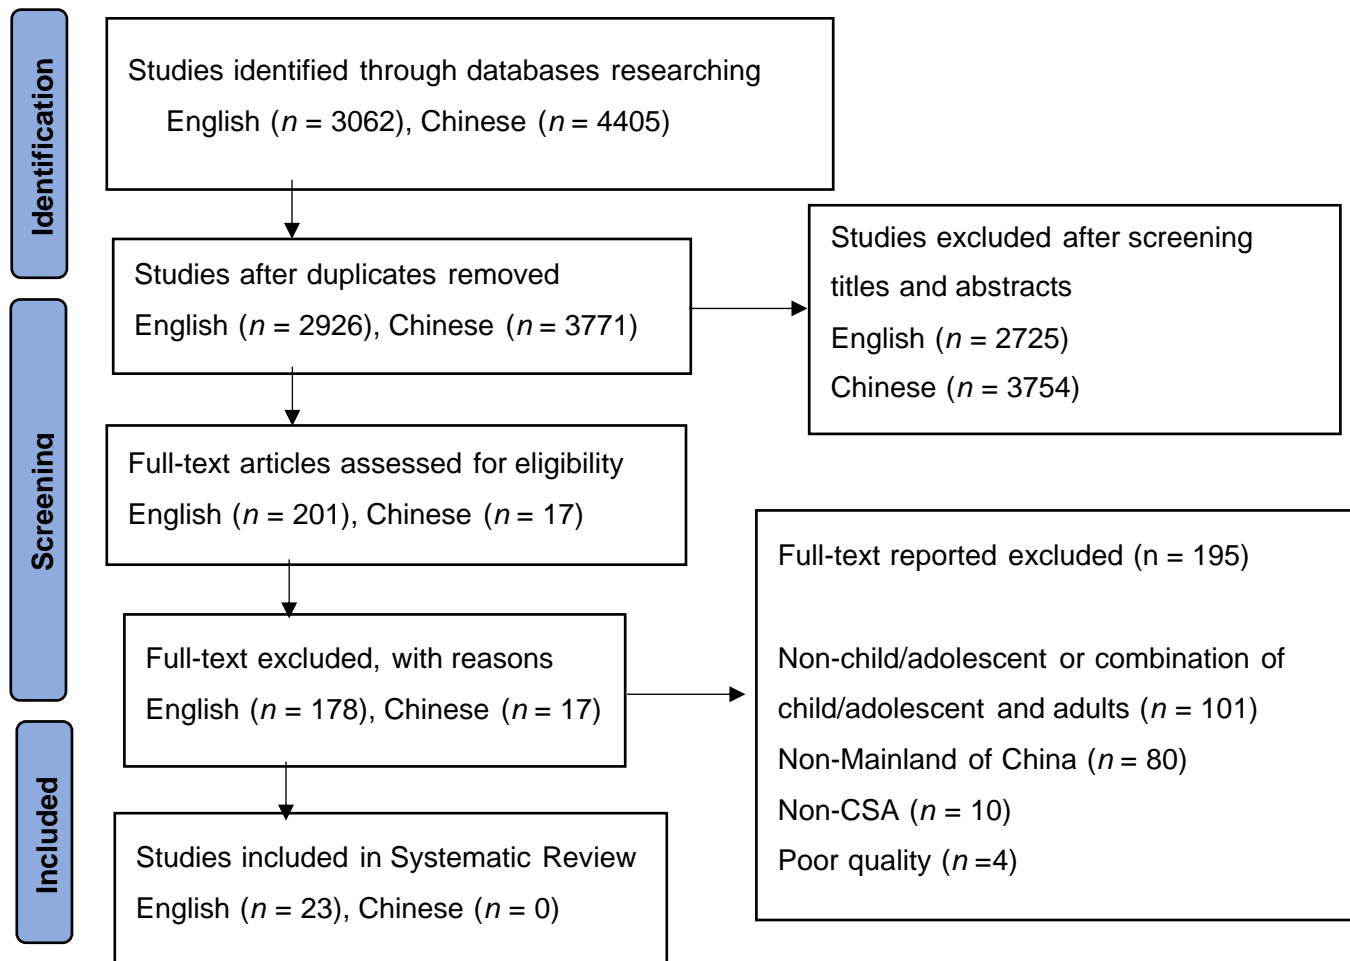 Identification
Studies identified through databases researching
English (n = 3062), Chinese (n = 4405)
Studies after duplicates removed
English (n = 2926), Chinese (n = 3771)
Studies excluded after screening
titles and abstracts
English (n = 2725)
Chinese (n = 3754)
Screening
Full-text articles assessed for eligibility
English (n = 201), Chinese (n = 17)
Full-text excluded, with reasons
English (n = 178), Chinese (n = 17)
Full-text reported excluded (n = 195)
Non-child/adolescent or combination of
child/adolescent and adults (n = 101)
Non-Mainland of China (n = 80)
Non-CSA (n = 10)
Poor quality (n =4)
Included
Studies included in Systematic Review
English (n = 23), Chinese (n = 0)